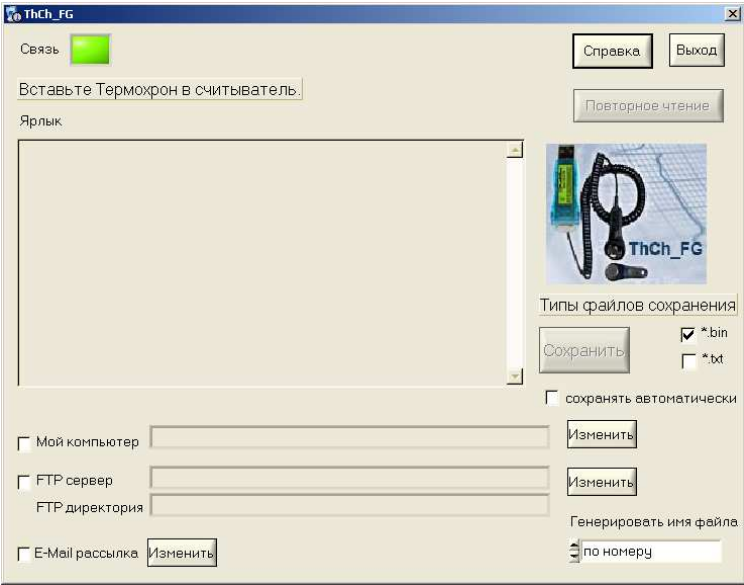 ThCh_FG
Связь
Справка
Выход
Вставьте Термохрон в считыватель.
Повторное чтение
Ярлык
ThCh_FG
Типы файлов сохранения
Сохранить
*.bin
*.txt
сохранять автоматически
Мой компьютер
Изменить
FTP сервер
Изменить
FTP директория
Генерировать имя файла
E-Mail рассылка
Изменить
по номеру